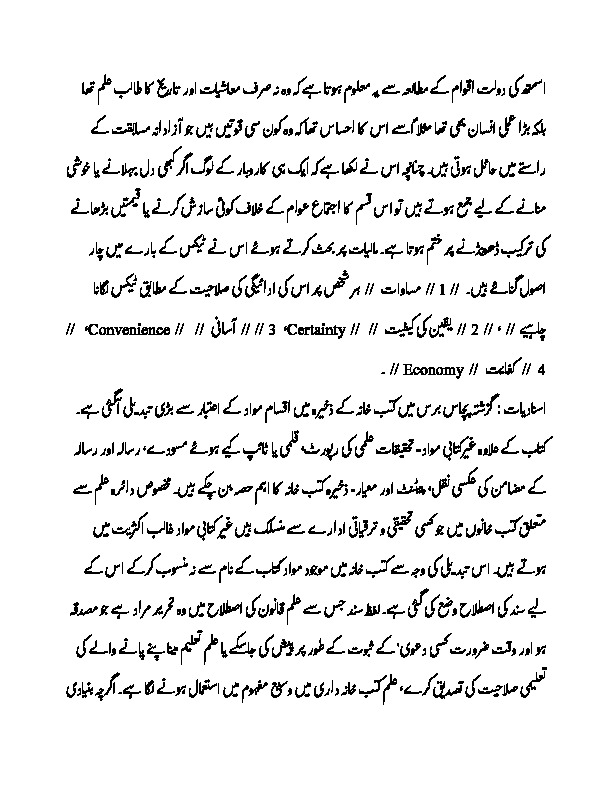 اسمتھ کی دولت اقوام کے مطالعہ سے یہ معلوم ہوتا ہے کہ وہ نہ صرف معاشیات اور تاریخ کا طالب علم تھا
بلکہ بڑا عملی انسان بھی تھا مثلاً اُسے اس کا احساس تھا کہ وہ کون سی قوتیں ہیں جو آزادانہ مسابقت کے
راستے میں حائل ہوتی ہیں۔ چنانچہ اس نے لکھا ہے کہ ایک ہی کاروبار کے لوگ اگر کبھی دل بہلانے یا خوشی
منانے کے لیے جمع ہوتے ہیں تو اس قسم کا اجتماع عوام کے خلاف کوئی سازش کرنے یا قیمتیں بڑھانے
کی ترکیب ڈھونڈنے پر ختم ہوتا ہے۔ مالیات پر بحث کرتے ہوئے اس نے ٹیکس کے بارے میں چار
اصول گنائے ہیں۔ // 1 // مساوات // ہر شخص پر اس کی ادائیگی کی صلاحیت کے مطابق ٹیکس لگانا
چاہیے // ، // 2 // یقین کی کیفیت // Certainty // ، 3 // آسانی // Convenience // ،
4 // کفایت // Economy // ۔
اسنادیات : گزشتہ پچاس برس میں کتب خانہ کے ذخیرہ میں اقسام مواد کے اعتبار سے بڑی تبدیلی آگئی ہے۔
کتاب کے علاوہ غیر کتابی مواد۔ تحقیقات علمی کی رپورٹ، قلمی یا ٹائپ کیے ہوئے مسودے، رسالہ اور رسالہ
کے مضامن کی عکسی نقل، پیٹنٹ اور معیار۔ ذخیرہ کتب خانہ کا اہم حصہ بن چکے ہیں۔ مخصوص دائرہ علم سے
متعلق کتب خانوں میں جو کسی تحقیقی و ترقیاتی ادارے سے منسلک ہیں غیر کتابی مواد غالب اکثریت میں
ہوتے ہیں۔ اس تبدیلی کی وجہ سے کتب خانہ میں موجود مواد کتاب کے نام سے نہ منسوب کرکے اس کے
لیے سند کی اصطلاح وضع کی گئی ہے۔ لفظ سند جس سے علم قانون کی اصطلاح میں وہ تحریر مراد ہے جو مصدقہ
ہو اور وقت ضرورت کسی دعویٰ کے ثبوت کے طور پر پیش کی جاسکے یا علم تعلیم میں پانے والے کی
تعلیمی صلاحیت کی تصدیق کرے، علم کتب خانہ داری میں وسیع مفہوم میں استعمال ہونے لگا ہے۔ اگرچہ بنیادی